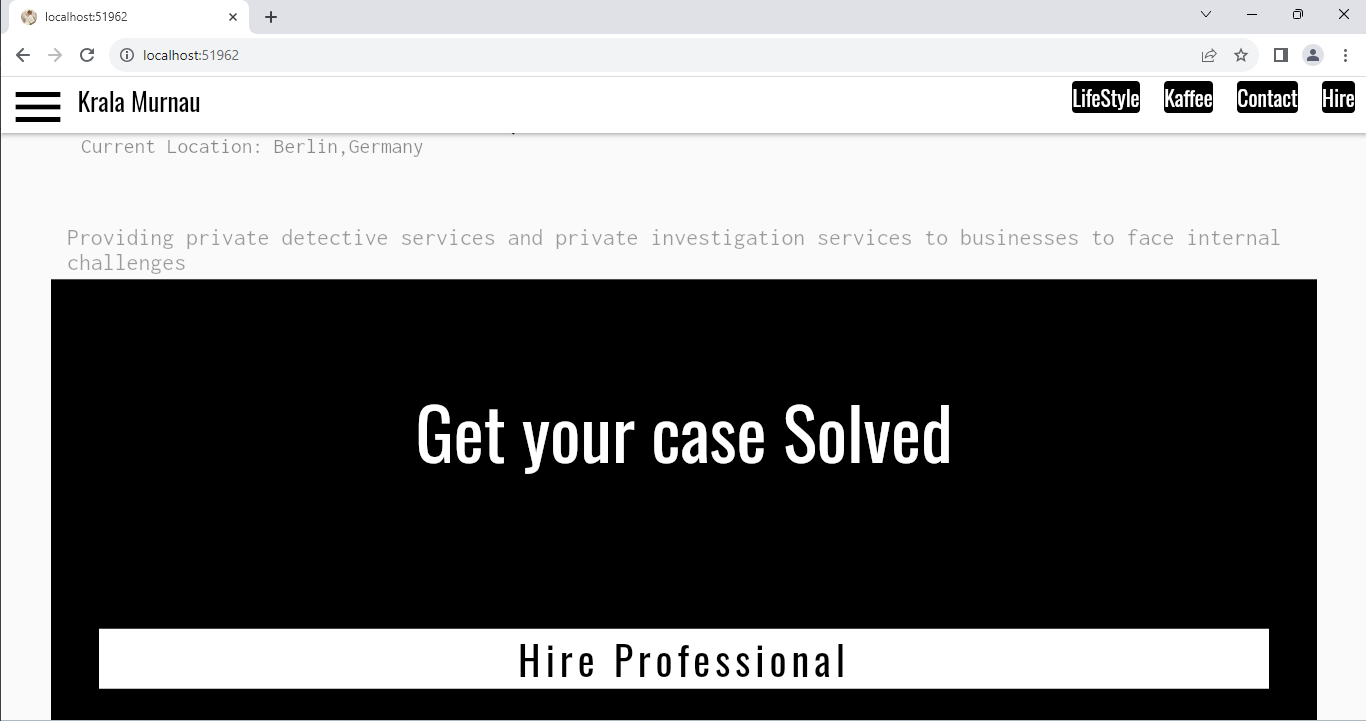 localhost:51962
localhost:51962
Krala Murnau
LifeStyle Kaffee Contact Hire
Current Location: Berlin,Germany
Providing private detective services and private investigation services to businesses to face internal
challenges
Get your case Solved
Hire Professional